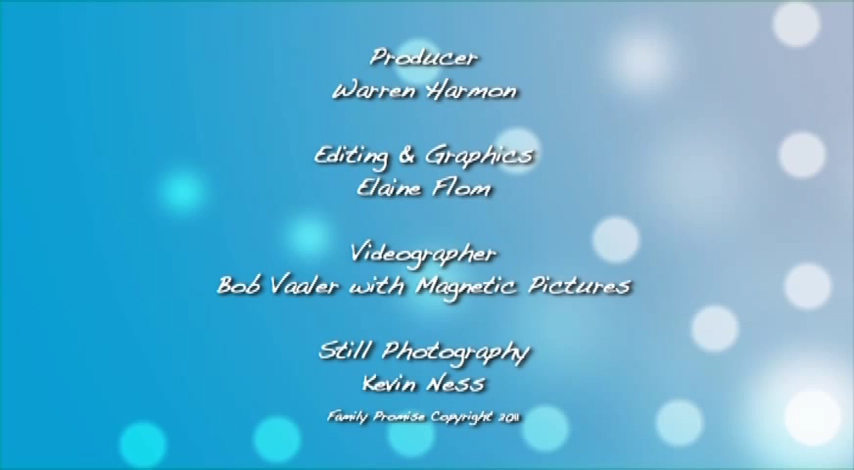 Producer
Warren Harmon
Editing & Graphics
Elaine Flom
Videographer
Bob Vaaler with Magnetic Pictures
Still Photography
Kevin Ness
Family Promise Copyright 2011